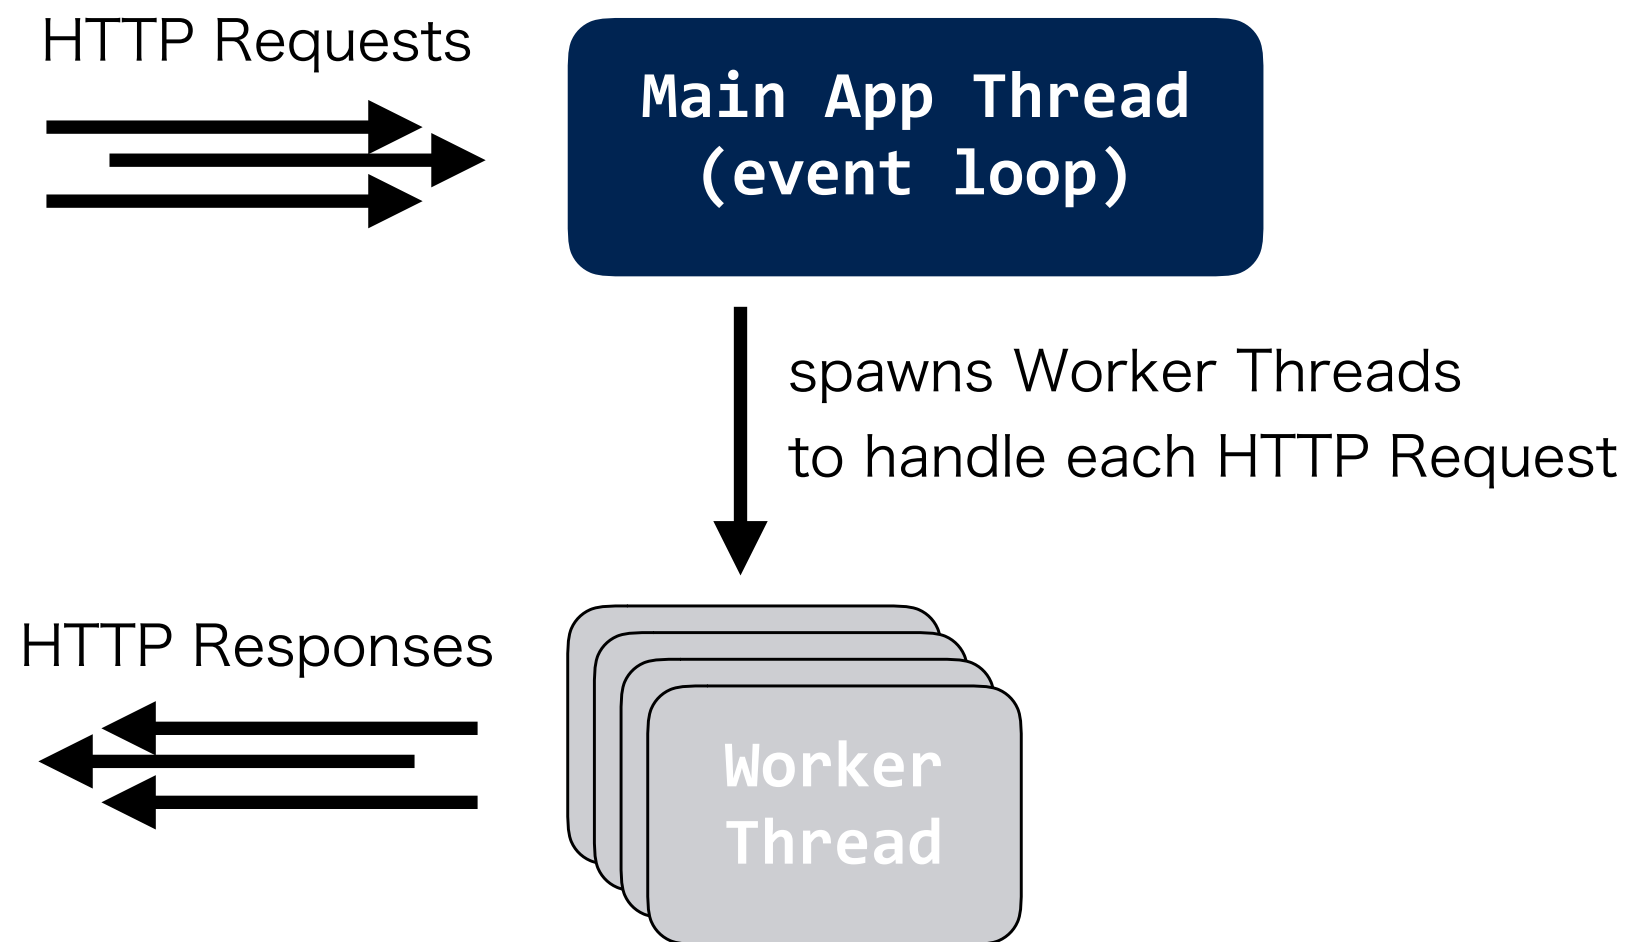 HTTP Requests
Main App Thread
(event loop)
spawns Worker Threads
to handle each HTTP Request
HTTP Responses
Worker
Thread